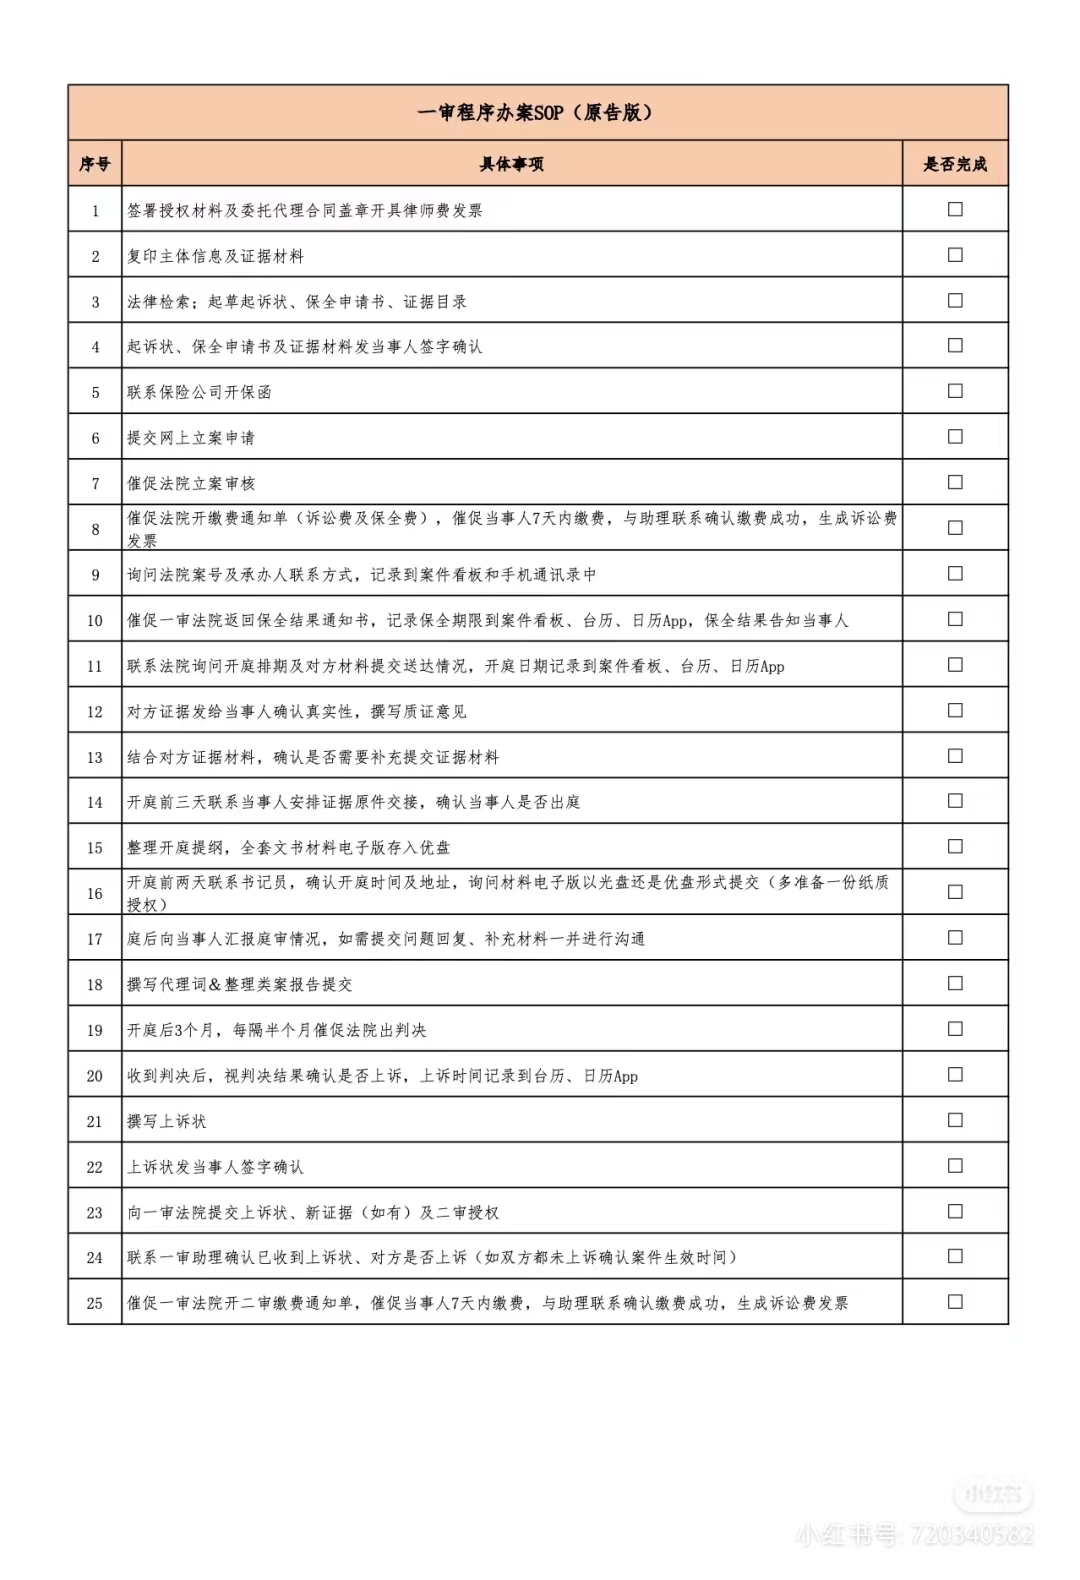 一审程序办案SOP（原告版）
序号 具体事项 是否完成
1 签署授权材料及委托代理合同盖章开具律师费发票 □
2 复印主体信息及证据材料 □
3 法律检索；起草起诉状、保全申请书、证据目录 □
4 起诉状、保全申请书及证据材料发当事人签字确认 □
5 联系保险公司开保函 □
6 提交网上立案申请 □
7 催促法院立案审核 □
8 催促法院开缴费通知单（诉讼费及保全费），催促当事人7天内缴费，与助理联系确认缴费成功，生成诉讼费 □
发票
9 询问法院案号及承办人联系方式，记录到案件看板和手机通讯录中 □
10 催促一审法院返回保全结果通知书，记录保全期限到案件看板、台历、日历App，保全结果告知当事人 □
11 联系法院询问开庭排期及对方材料提交送达情况，开庭日期记录到案件看板、台历、日历App □
12 对方证据发给当事人确认真实性，撰写质证意见 □
13 结合对方证据材料，确认是否需要补充提交证据材料 □
14 开庭前三天联系当事人安排证据原件交接，确认当事人是否出庭 □
15 整理开庭提纲，全套文书材料电子版存入优盘 □
16 开庭前两天联系书记员，确认开庭时间及地址，询问材料电子版以光盘还是优盘形式提交（多准备一份纸质 □
授权）
17 庭后向当事人汇报庭审情况，如需提交问题回复、补充材料一并进行沟通 □
18 撰写代理词＆整理类案报告提交 □
19 开庭后3个月，每隔半个月催促法院出判决 □
20 收到判决后，视判决结果确认是否上诉，上诉时间记录到台历、日历App □
21 撰写上诉状 □
22 上诉状发当事人签字确认 □
23 向一审法院提交上诉状、新证据（如有）及二审授权 □
24 联系一审助理确认已收到上诉状、对方是否上诉（如双方都未上诉确认案件生效时间） □
25 催促一审法院开二审缴费通知单，催促当事人7天内缴费，与助理联系确认缴费成功，生成诉讼费发票 □
小红书
小红书号: 720340582